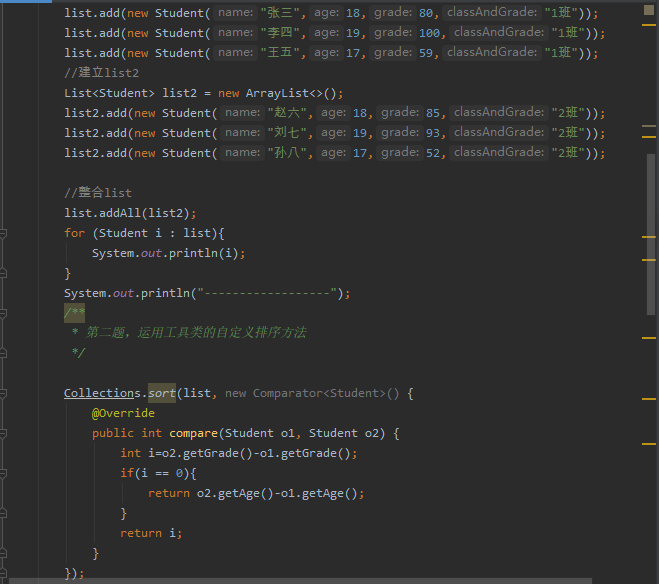 list.add(new Student( name: "张三", age: 18, grade: 80, classAndGrade: "1班"));
list.add(new Student( name: "李四", age: 19, grade: 100, classAndGrade: "1班"));
list.add(new Student( name: "王五", age: 17, grade: 59, classAndGrade: "1班"));
//建立list2
List<Student> list2 = new ArrayList<>();
list2.add(new Student( name: "赵六", age: 18, grade: 85, classAndGrade: "2班"));
list2.add(new Student( name: "刘七", age: 19, grade: 93, classAndGrade: "2班"));
list2.add(new Student( name: "孙八", age: 17, grade: 52, classAndGrade: "2班"));
//整合list
list.addAll(list2);
for (Student i : list){
System.out.println(i);
}
System.out.println("------------------");
/**
* 第二题，运用工具类的自定义排序方法
*/
Collections.sort(list, new Comparator<Student>() {
@Override
public int compare(Student o1, Student o2) {
int i=o2.getGrade()-o1.getGrade();
if(i == 0){
return o2.getAge()-o1.getAge();
}
return i;
}
});